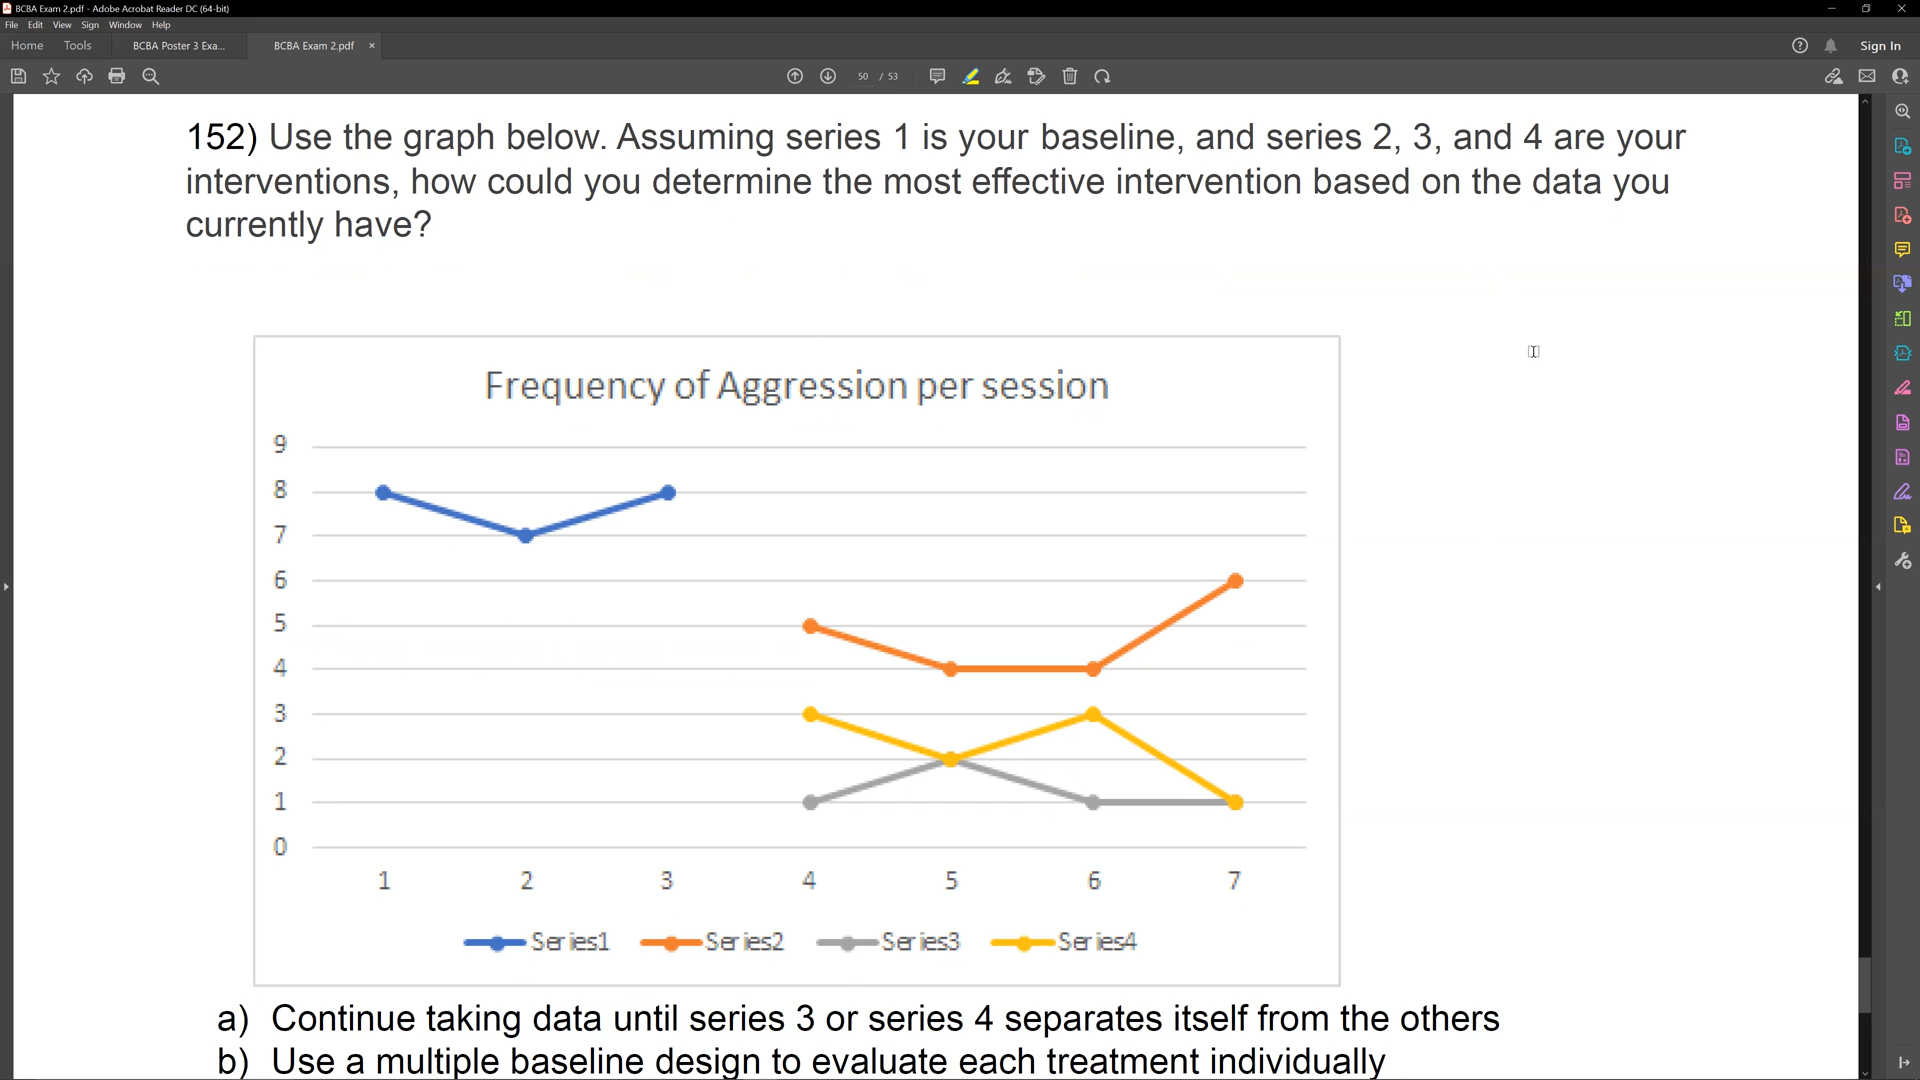 BCBA Exam 2.pdf - Adobe Acrobat Reader DC (64-bit)
File Edit View Sign Window Help
Home Tools BCBA Poster 3 Exa... BCBA Exam 2.pdf × Sign In
50 / 53
152) Use the graph below. Assuming series 1 is your baseline, and series 2, 3, and 4 are your
interventions, how could you determine the most effective intervention based on the data you
currently have?
Frequency of Aggression per session
9
8
7
6
5
4
3
2
1
0
1 2 3 4 5 6 7
Series1 Series2 Series3 Series4
a) Continue taking data until series 3 or series 4 separates itself from the others
b) Use a multiple baseline design to evaluate each treatment individually